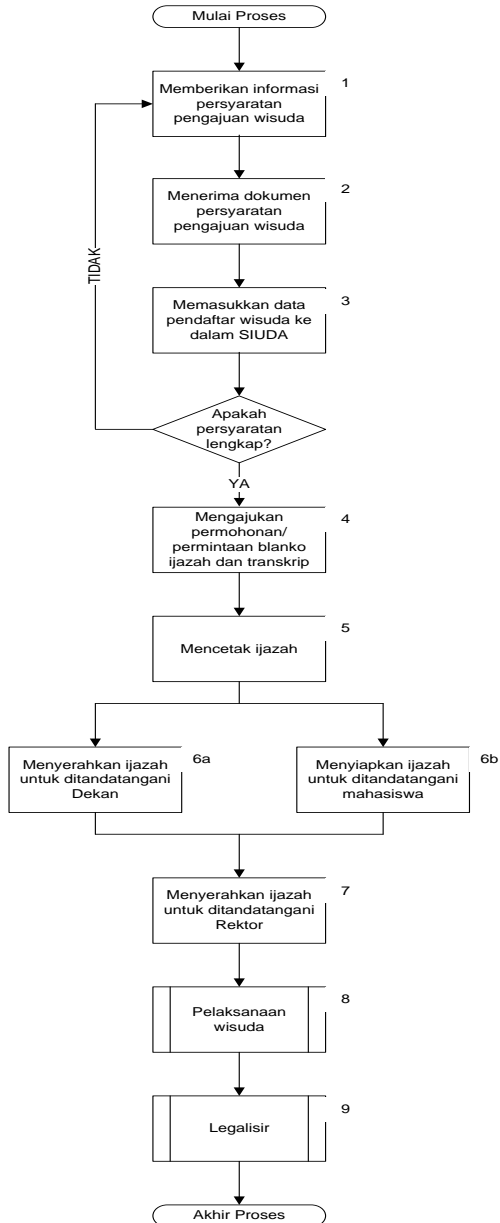 Mulai Proses
1
Memberikan informasi
persyaratan
pengajuan wisuda
2
Menerima dokumen
persyaratan
pengajuan wisuda
3
Memasukkan data
pendaftar wisuda ke
dalam SIUDA
TIDAK
Apakah
persyaratan
lengkap?
YA
4
Mengajukan
permohonan/
permintaan blanko
ijazah dan transkrip
5
Mencetak ijazah
6a
Menyerahkan ijazah
untuk ditandatangani
Dekan
6b
Menyiapkan ijazah
untuk ditandatangani
mahasiswa
7
Menyerahkan ijazah
untuk ditandatangani
Rektor
8
Pelaksanaan
wisuda
9
Legalisir
Akhir Proses